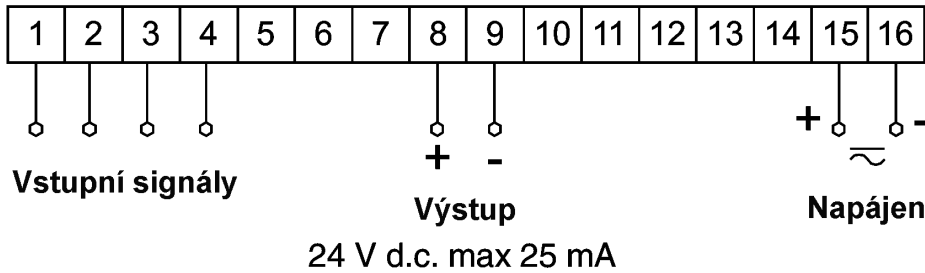 1 2 3 4 5 6 7 8 9 10 11 12 13 14 15 16
+ -
+ -
Vstupní signály
Výstup
Napájen
24 V d.c. max 25 mA